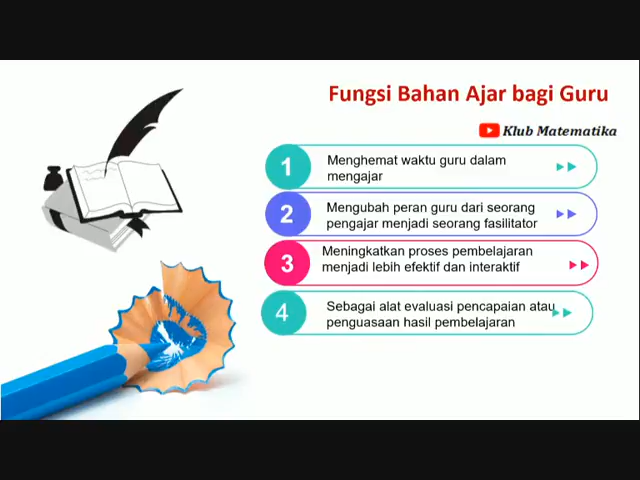 Fungsi Bahan Ajar bagi Guru
Klub Matematika
1
Menghemat waktu guru dalam
mengajar
2
Mengubah peran guru dari seorang
pengajar menjadi seorang fasilitator
3
Meningkatkan proses pembelajaran
menjadi lebih efektif dan interaktif
4
Sebagai alat evaluasi pencapaian atau
penguasaan hasil pembelajaran